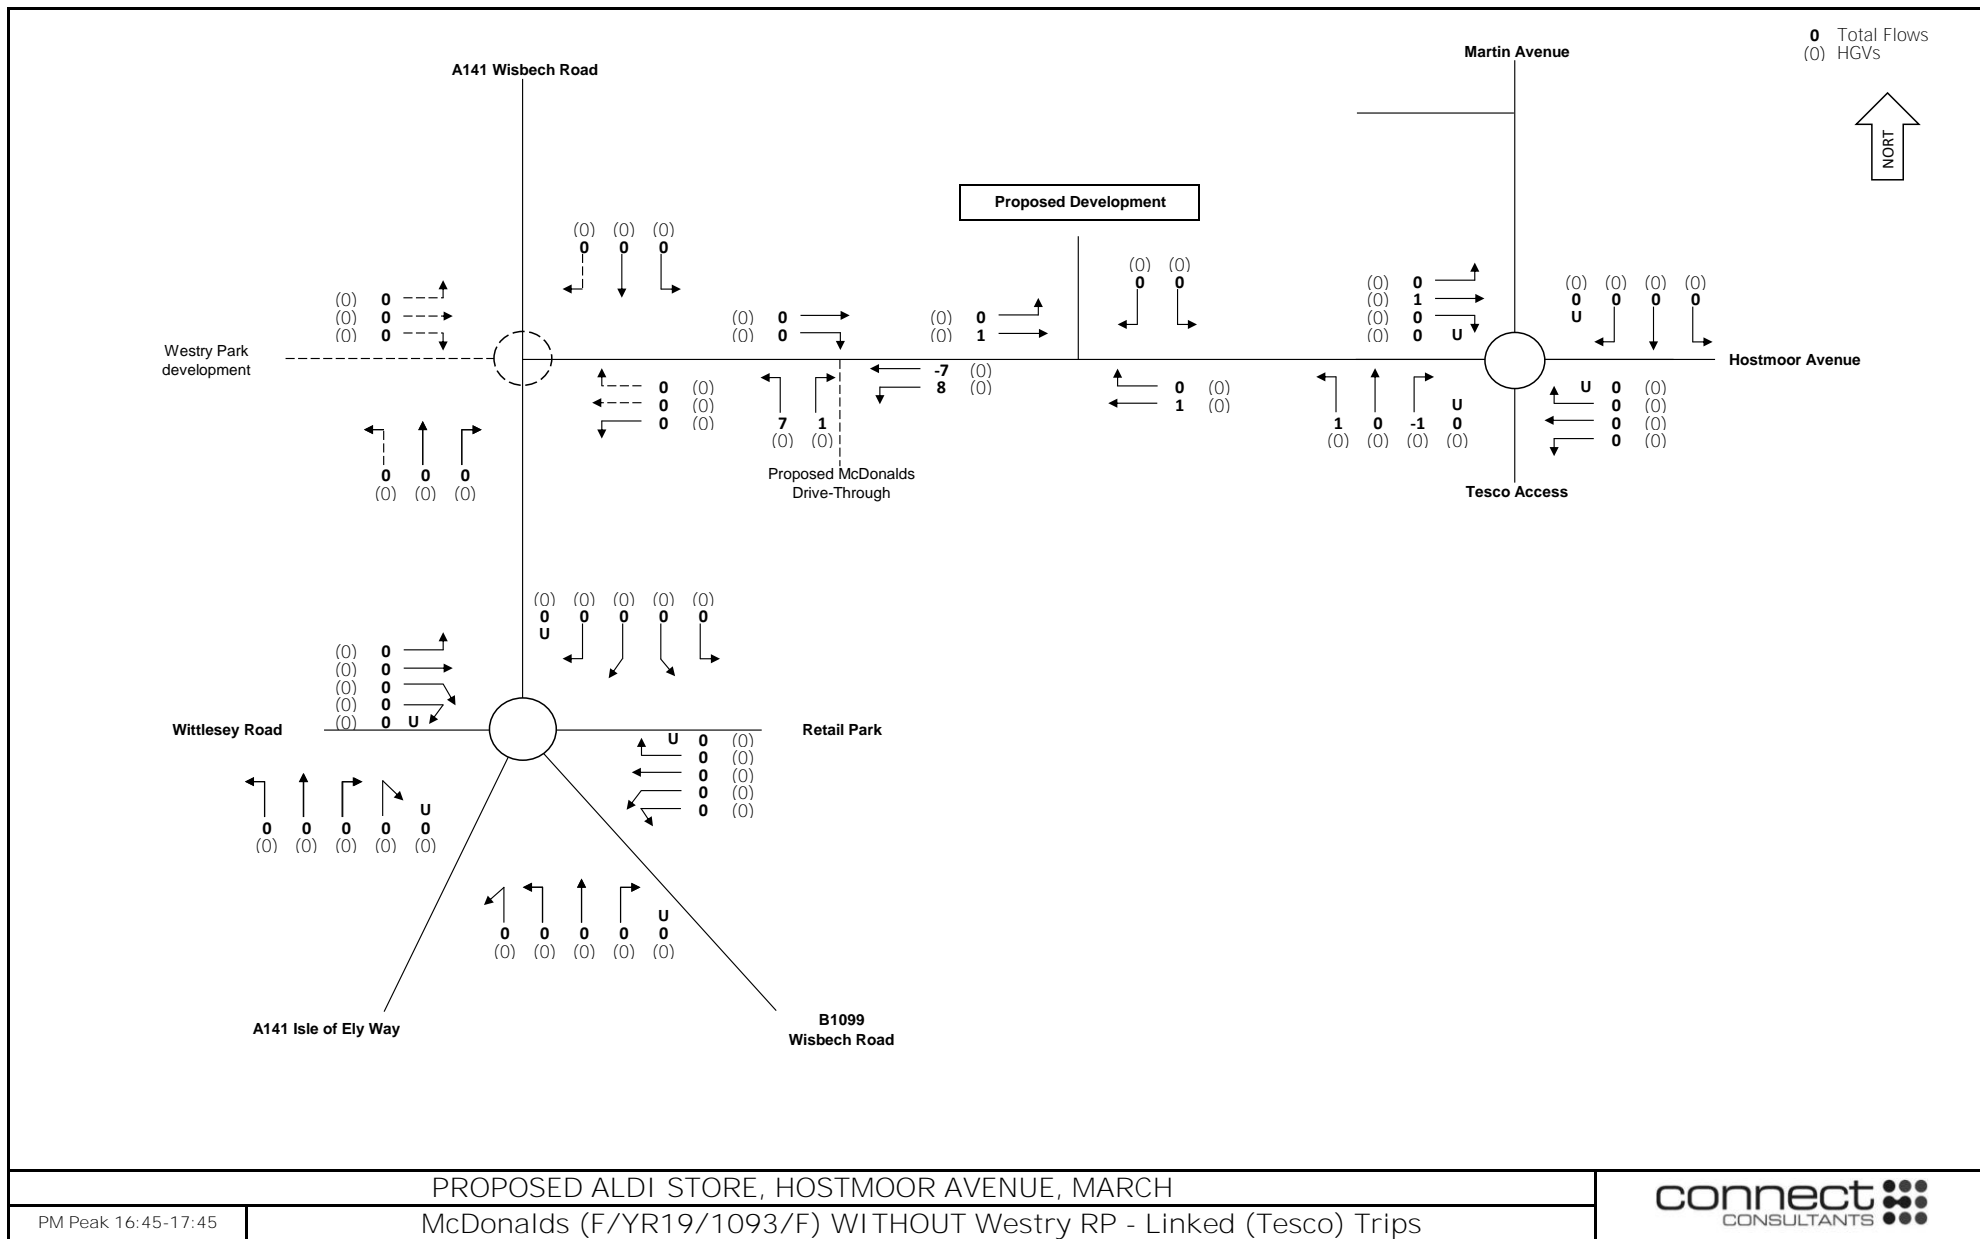 0 Total Flows
(0) HGVs
NORT
A141 Wisbech Road
Martin Avenue
Proposed Development
(0) (0) (0)
0 0 0
(0) 0
(0) 0
(0) 0
Westry Park
development
0 (0)
0 (0)
0 (0)
0 0 0
(0) (0) (0)
(0) 0
(0) 0
7 1
(0) (0)
Proposed McDonalds
Drive-Through
(0) 0
(0) 1
-7 (0)
8 (0)
(0) (0)
0 0
0 (0)
1 (0)
(0) 0
(0) 1
(0) 0
(0) 0 U
(0) (0) (0) (0)
0 0 0 0
U
Hostmoor Avenue
U
1 0 -1 0
(0) (0) (0) (0)
U 0 (0)
0 (0)
0 (0)
0 (0)
Tesco Access
(0) (0) (0) (0) (0)
0 0 0 0 0
U
(0) 0
(0) 0
(0) 0
(0) 0
(0) 0 U
Wittlesey Road
Retail Park
U 0 (0)
0 (0)
0 (0)
0 (0)
0 (0)
U
0 0 0 0 0
(0) (0) (0) (0) (0)
U
0 0 0 0 0
(0) (0) (0) (0) (0)
A141 Isle of Ely Way
B1099
Wisbech Road
PROPOSED ALDI STORE, HOSTMOOR AVENUE, MARCH
PM Peak 16:45-17:45
McDonalds (F/YR19/1093/F) WITHOUT Westry RP - Linked (Tesco) Trips
connect
CONSULTANTS